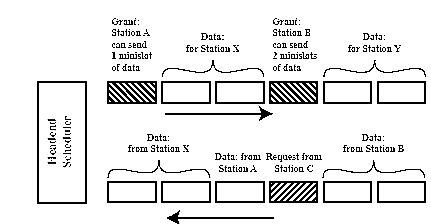 Grant:
Station A
can send
1 minislot
of data
Data:
for Station X
Grant:
Station B
can send
2 minislots
of data
Data:
for Station Y
Headend
Scheduler
Data:
from Station X
Data: from
Station A
Request from
Station C
Data:
from Station B